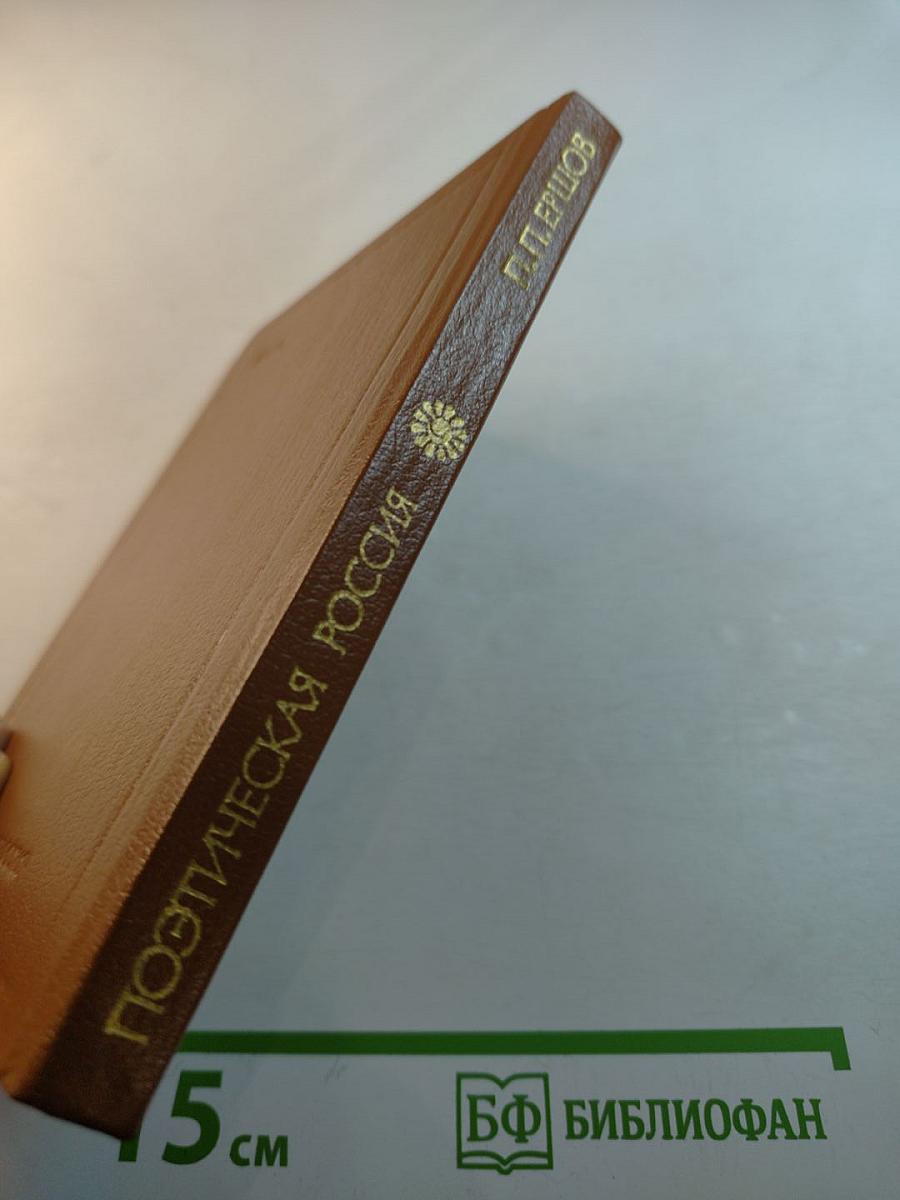 ПОЭТИЧЕСКАЯ РОССИЯ
П.П.ЕРШОВ
15 см
БФ БИБЛИОФАН